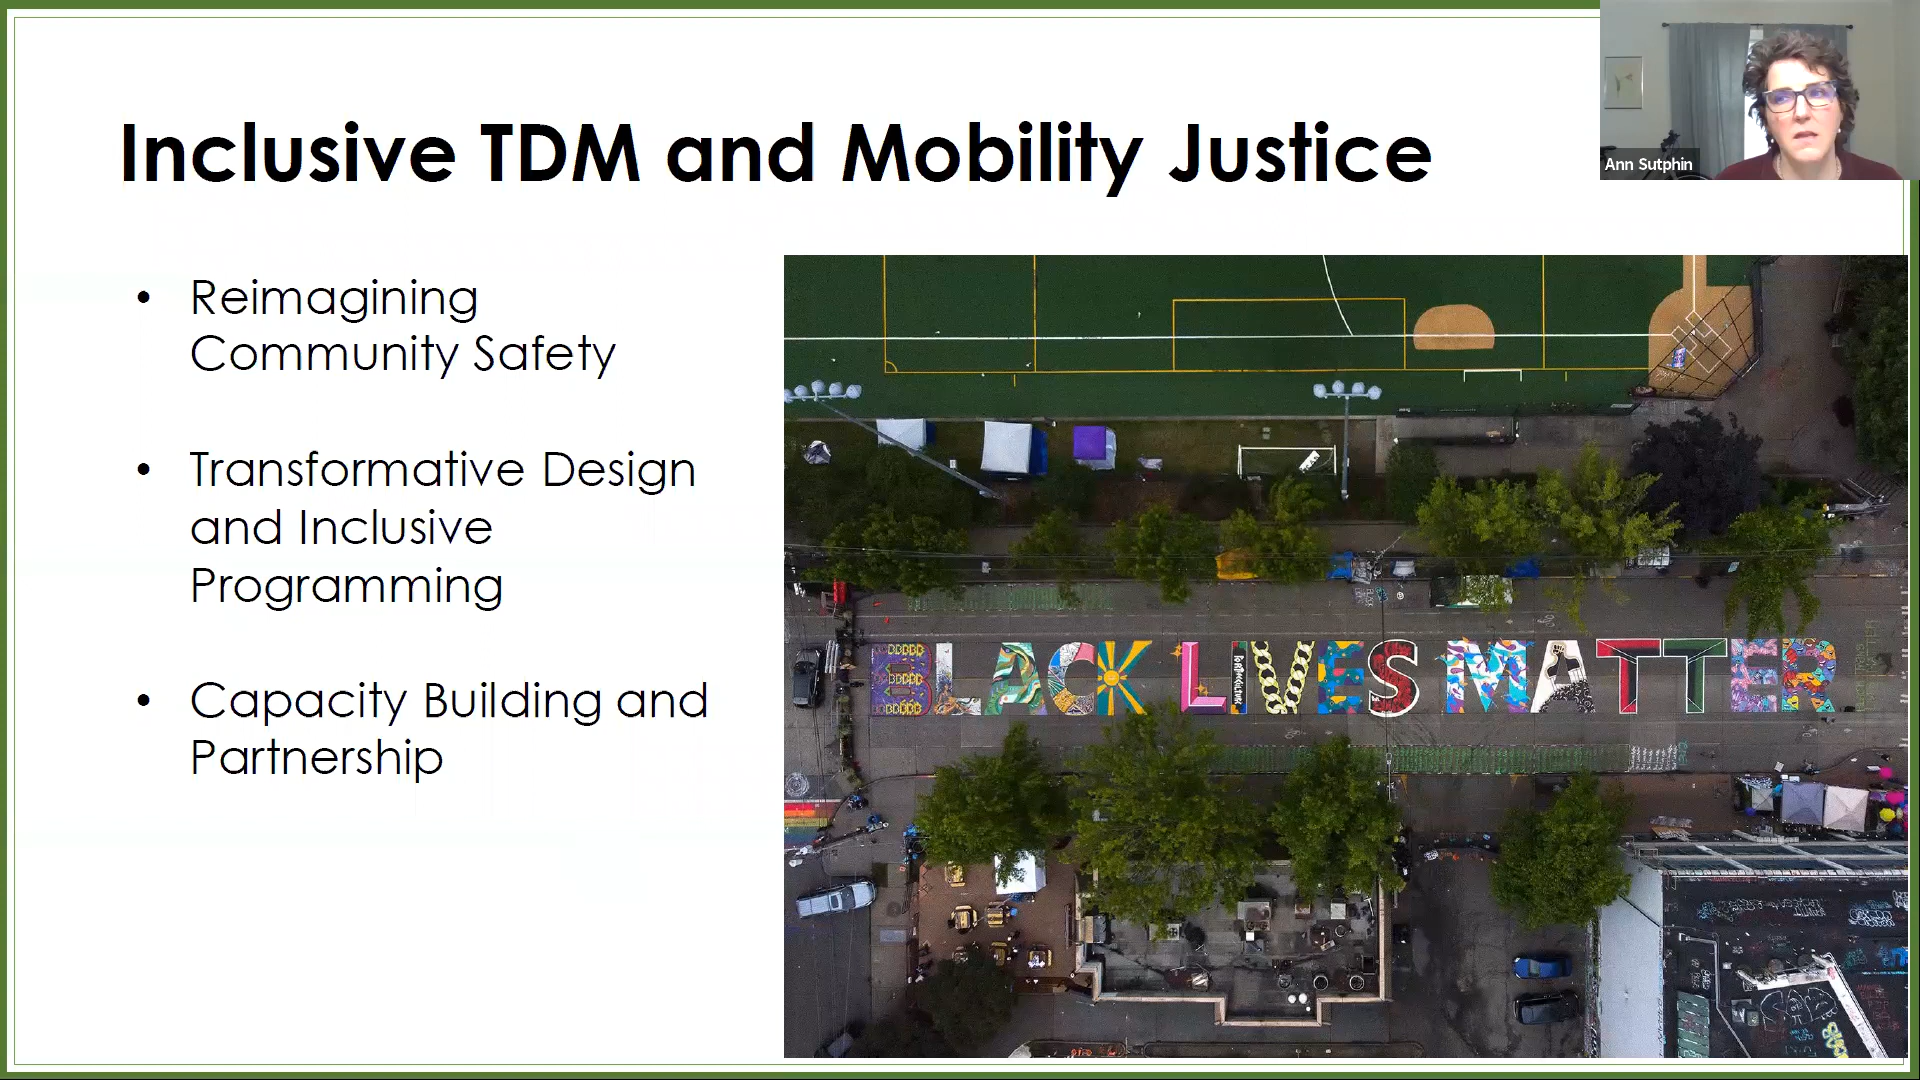 Ann Sutphin
Inclusive TDM and Mobility Justice
• Reimagining
Community Safety
• Transformative Design
and Inclusive
Programming
• Capacity Building and
Partnership
BLACK LIVES MATTER